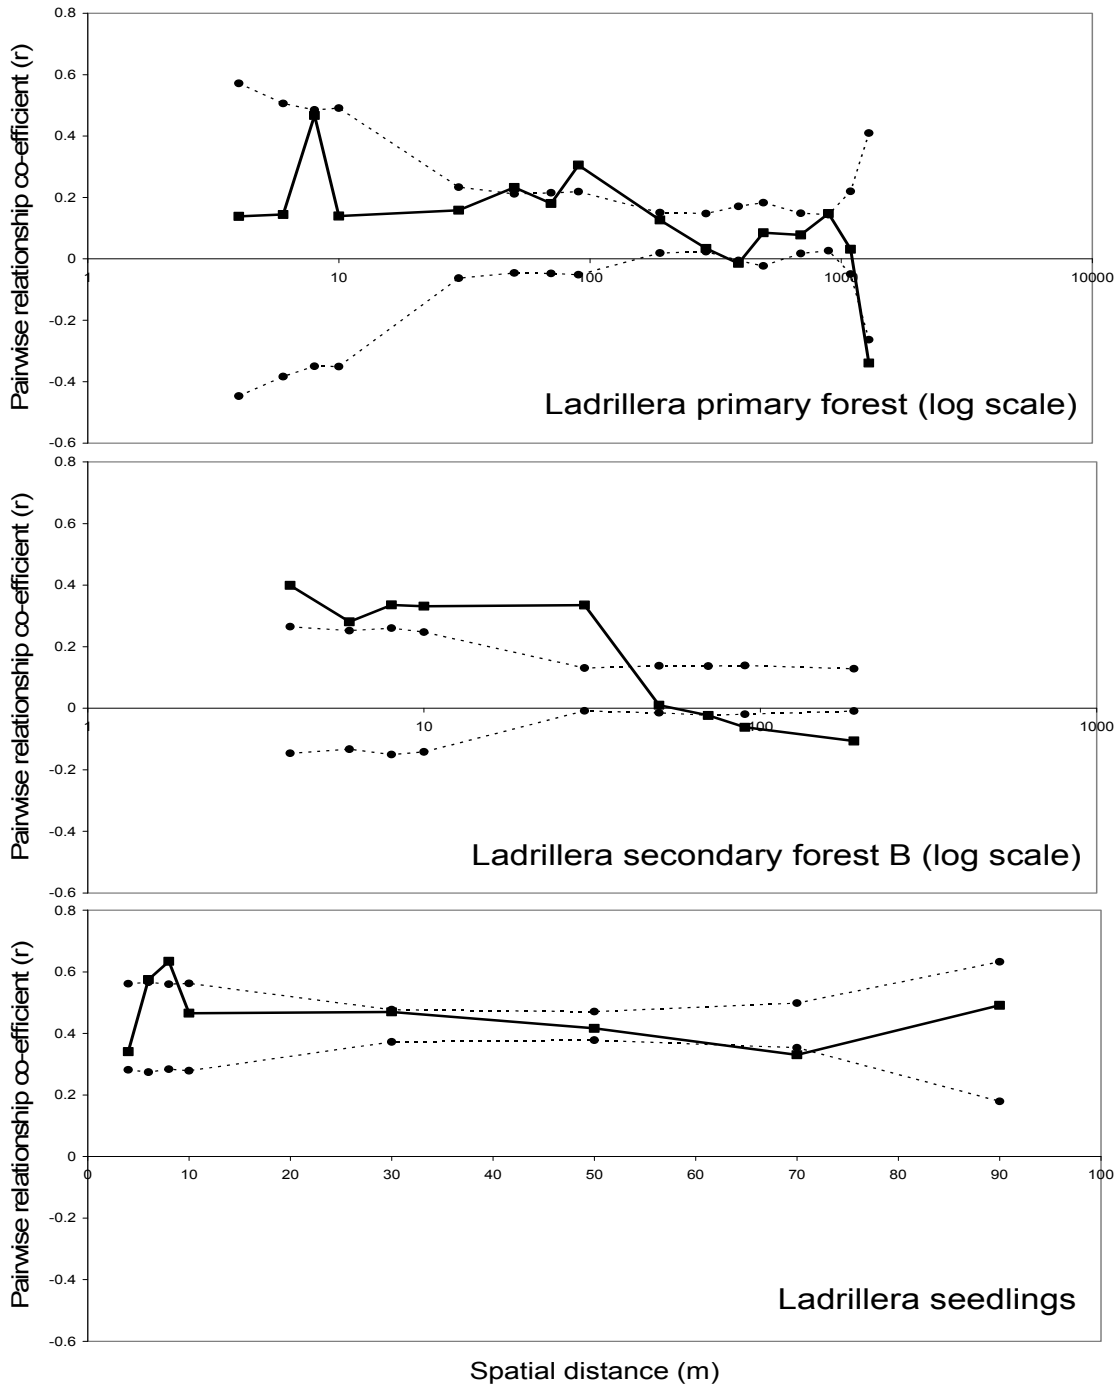 Pairwise relationship co-efficient (r)
0.8
0.6
0.4
0.2
0
-0.2
-0.4
-0.6
1 10 100 1000 10000
Ladrillera primary forest (log scale)
Pairwise relationship co-efficient (r)
0.8
0.6
0.4
0.2
0
-0.2
-0.4
-0.6
1 10 100 1000
Ladrillera secondary forest B (log scale)
Pairwise relationship co-efficient (r)
0.8
0.6
0.4
0.2
0
-0.2
-0.4
-0.6
0 10 20 30 40 50 60 70 80 90 100
Ladrillera seedlings
Spatial distance (m)